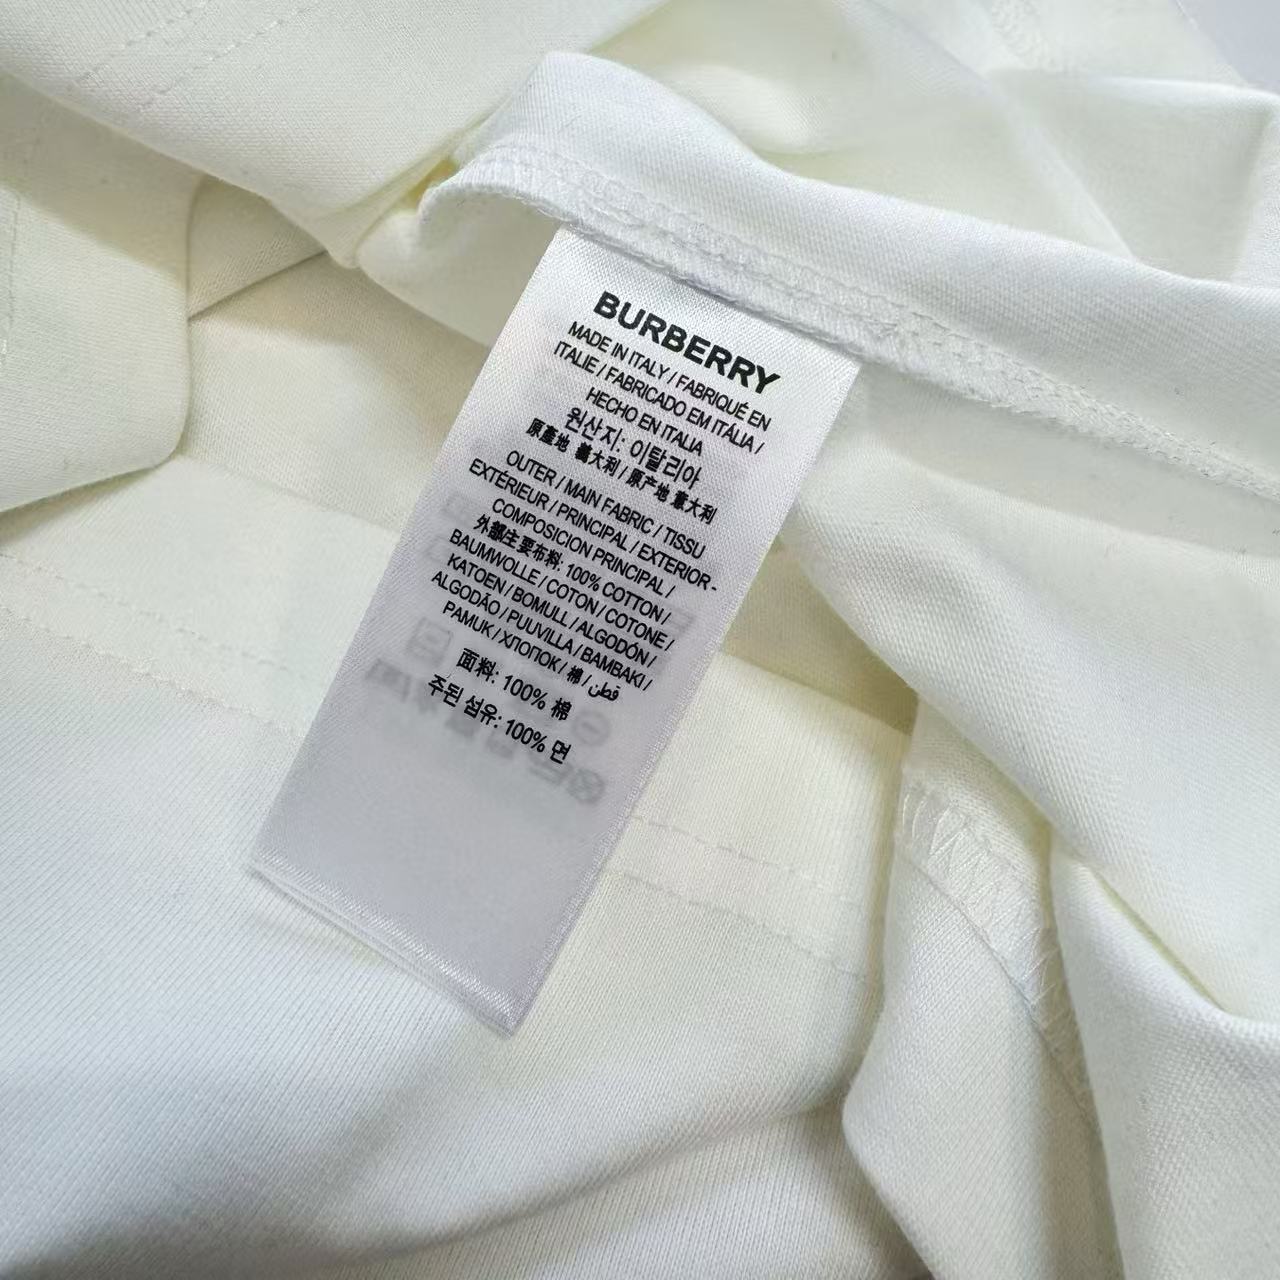 BURBERRY
MADE IN ITALY / FABRIQUÉ EN
ITALIE / FABRICADO EM ITÁLIA /
HECHO EN ITALIA
원산지: 이탈리아
原產地 義大利 / 原产地 意大利
OUTER / MAIN FABRIC / TISSU
EXTÉRIEUR / PRINCIPAL / EXTERIOR -
COMPOSICION PRINCIPAL /
外部主要布料: 100% COTTON /
BAUMWOLLE / COTON / COTONE /
KATOEN / BOMULL / ALGODÓN /
ALGODÃO / PUUVILLA / BAMBAKI /
PAMUK / ХЛОПОК / 棉 / قطن
面料: 100% 棉
주된 섬유: 100% 면